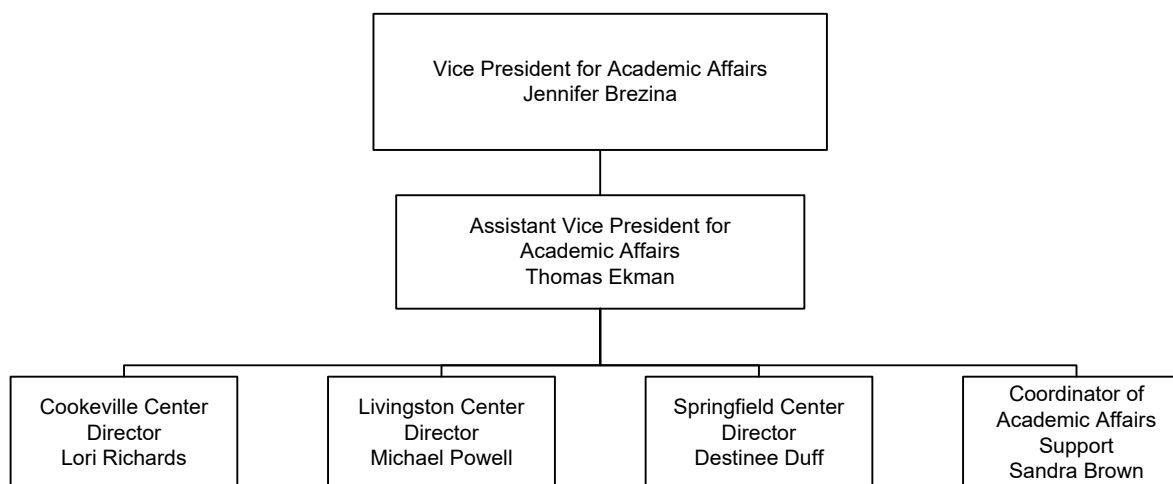 Vice President for Academic Affairs
Jennifer Brezina
Assistant Vice President for
Academic Affairs
Thomas Ekman
Cookeville Center
Director
Lori Richards
Livingston Center
Director
Michael Powell
Springfield Center
Director
Destinee Duff
Coordinator of
Academic Affairs
Support
Sandra Brown